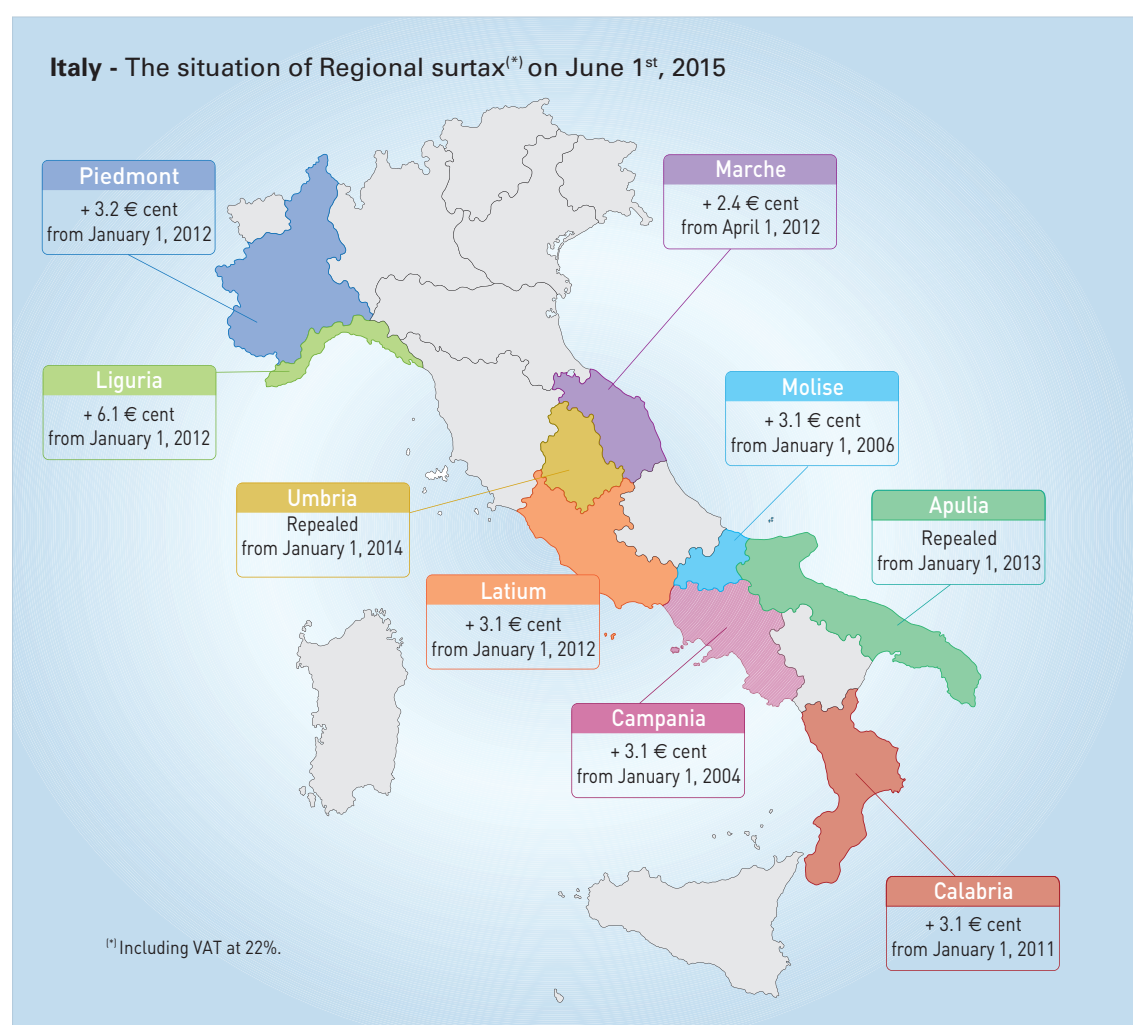 Italy - The situation of Regional surtax(*) on June 1st, 2015
Piedmont
+ 3.2 € cent
from January 1, 2012
Marche
+ 2.4 € cent
from April 1, 2012
Liguria
+ 6.1 € cent
from January 1, 2012
Molise
+ 3.1 € cent
from January 1, 2006
Umbria
Repealed
from January 1, 2014
Apulia
Repealed
from January 1, 2013
Latium
+ 3.1 € cent
from January 1, 2012
Campania
+ 3.1 € cent
from January 1, 2004
Calabria
+ 3.1 € cent
from January 1, 2011
(*) Including VAT at 22%.